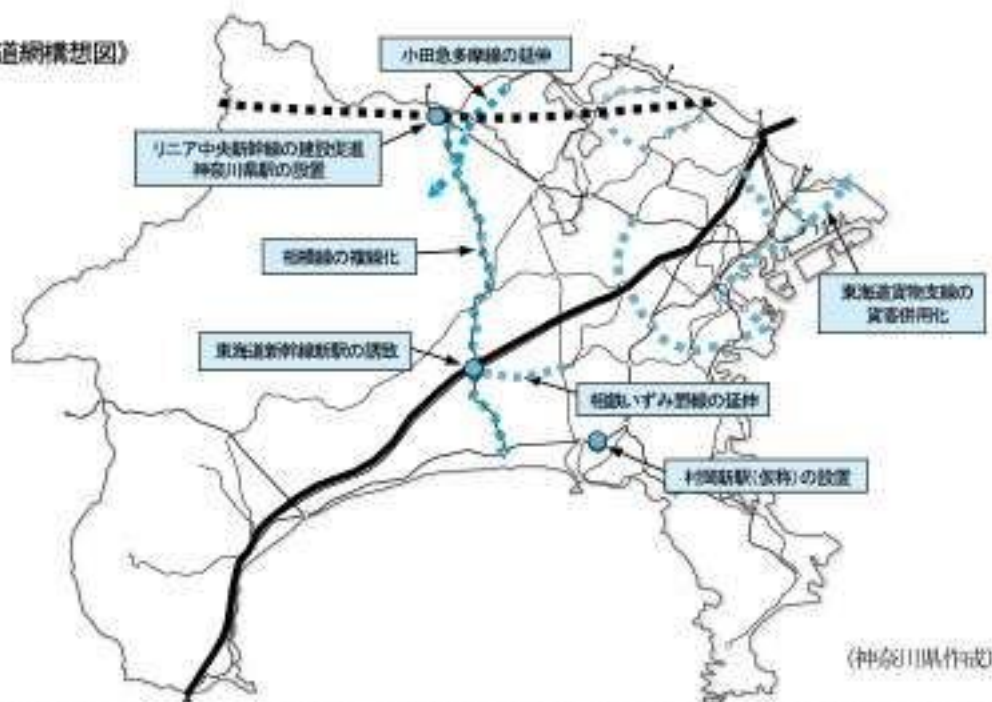 道網構想図》
小田急多摩線の延伸
リニア中央新幹線の建設促進
神奈川県駅の設置
相模線の複線化
東海道貨物支線の
貨客併用化
東海道新幹線新駅の誘致
相鉄いずみ野線の延伸
村岡新駅(仮称)の設置
(神奈川県作成)